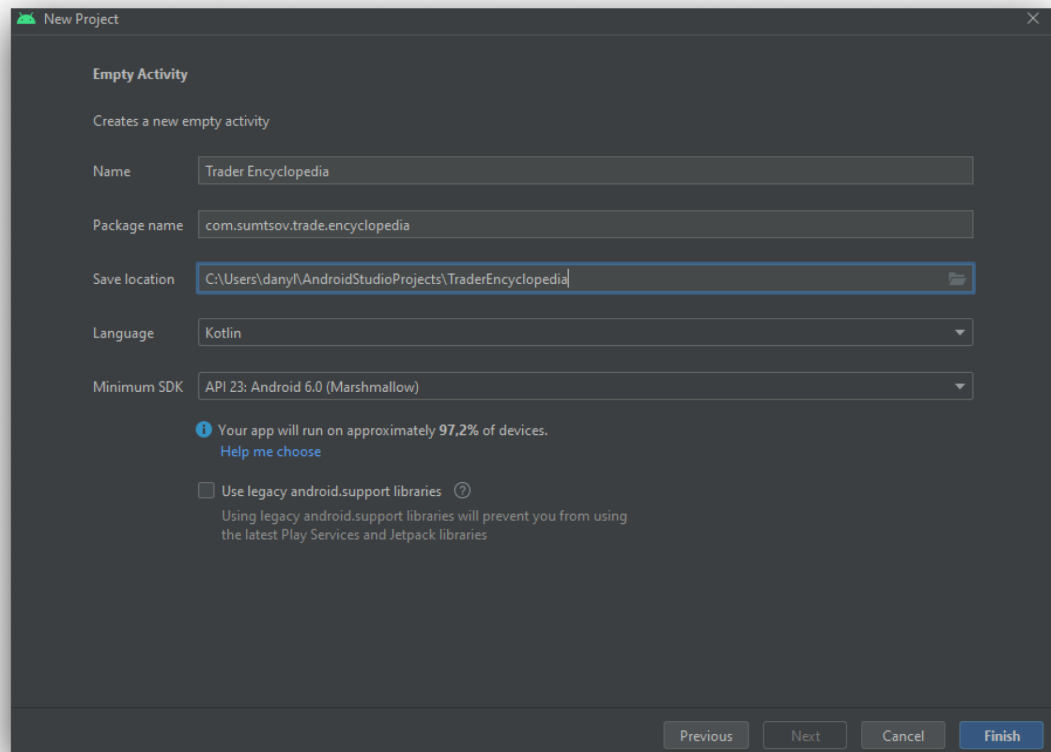 New Project
Empty Activity
Creates a new empty activity
Name
Trader Encyclopedia
Package name
com.sumtsov.trade.encyclopedia
Save location
C:\Users\danyl\AndroidStudioProjects\TraderEncyclopedia
Language
Kotlin
Minimum SDK
API 23: Android 6.0 (Marshmallow)
Your app will run on approximately 97,2% of devices.
Help me choose
Use legacy android.support libraries
Using legacy android.support libraries will prevent you from using
the latest Play Services and Jetpack libraries
Previous
Next
Cancel
Finish